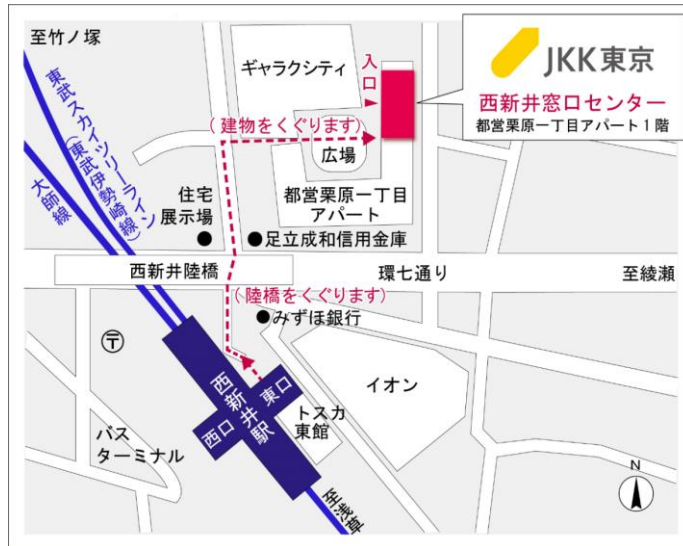 至竹ノ塚
東武スカイツリーライン
(東武伊勢崎線)
大師線
ギャラクシティ
入口
JKK東京
西新井窓口センター
都営栗原一丁目アパート1階
(建物をくぐります)
広場
住宅
展示場
都営栗原一丁目
アパート
足立成和信用金庫
西新井陸橋
環七通り
至綾瀬
(陸橋をくぐります)
みずほ銀行
〒
イオン
西新井駅
東口
西口
トスカ
東館
バス
ターミナル
至浅草
N